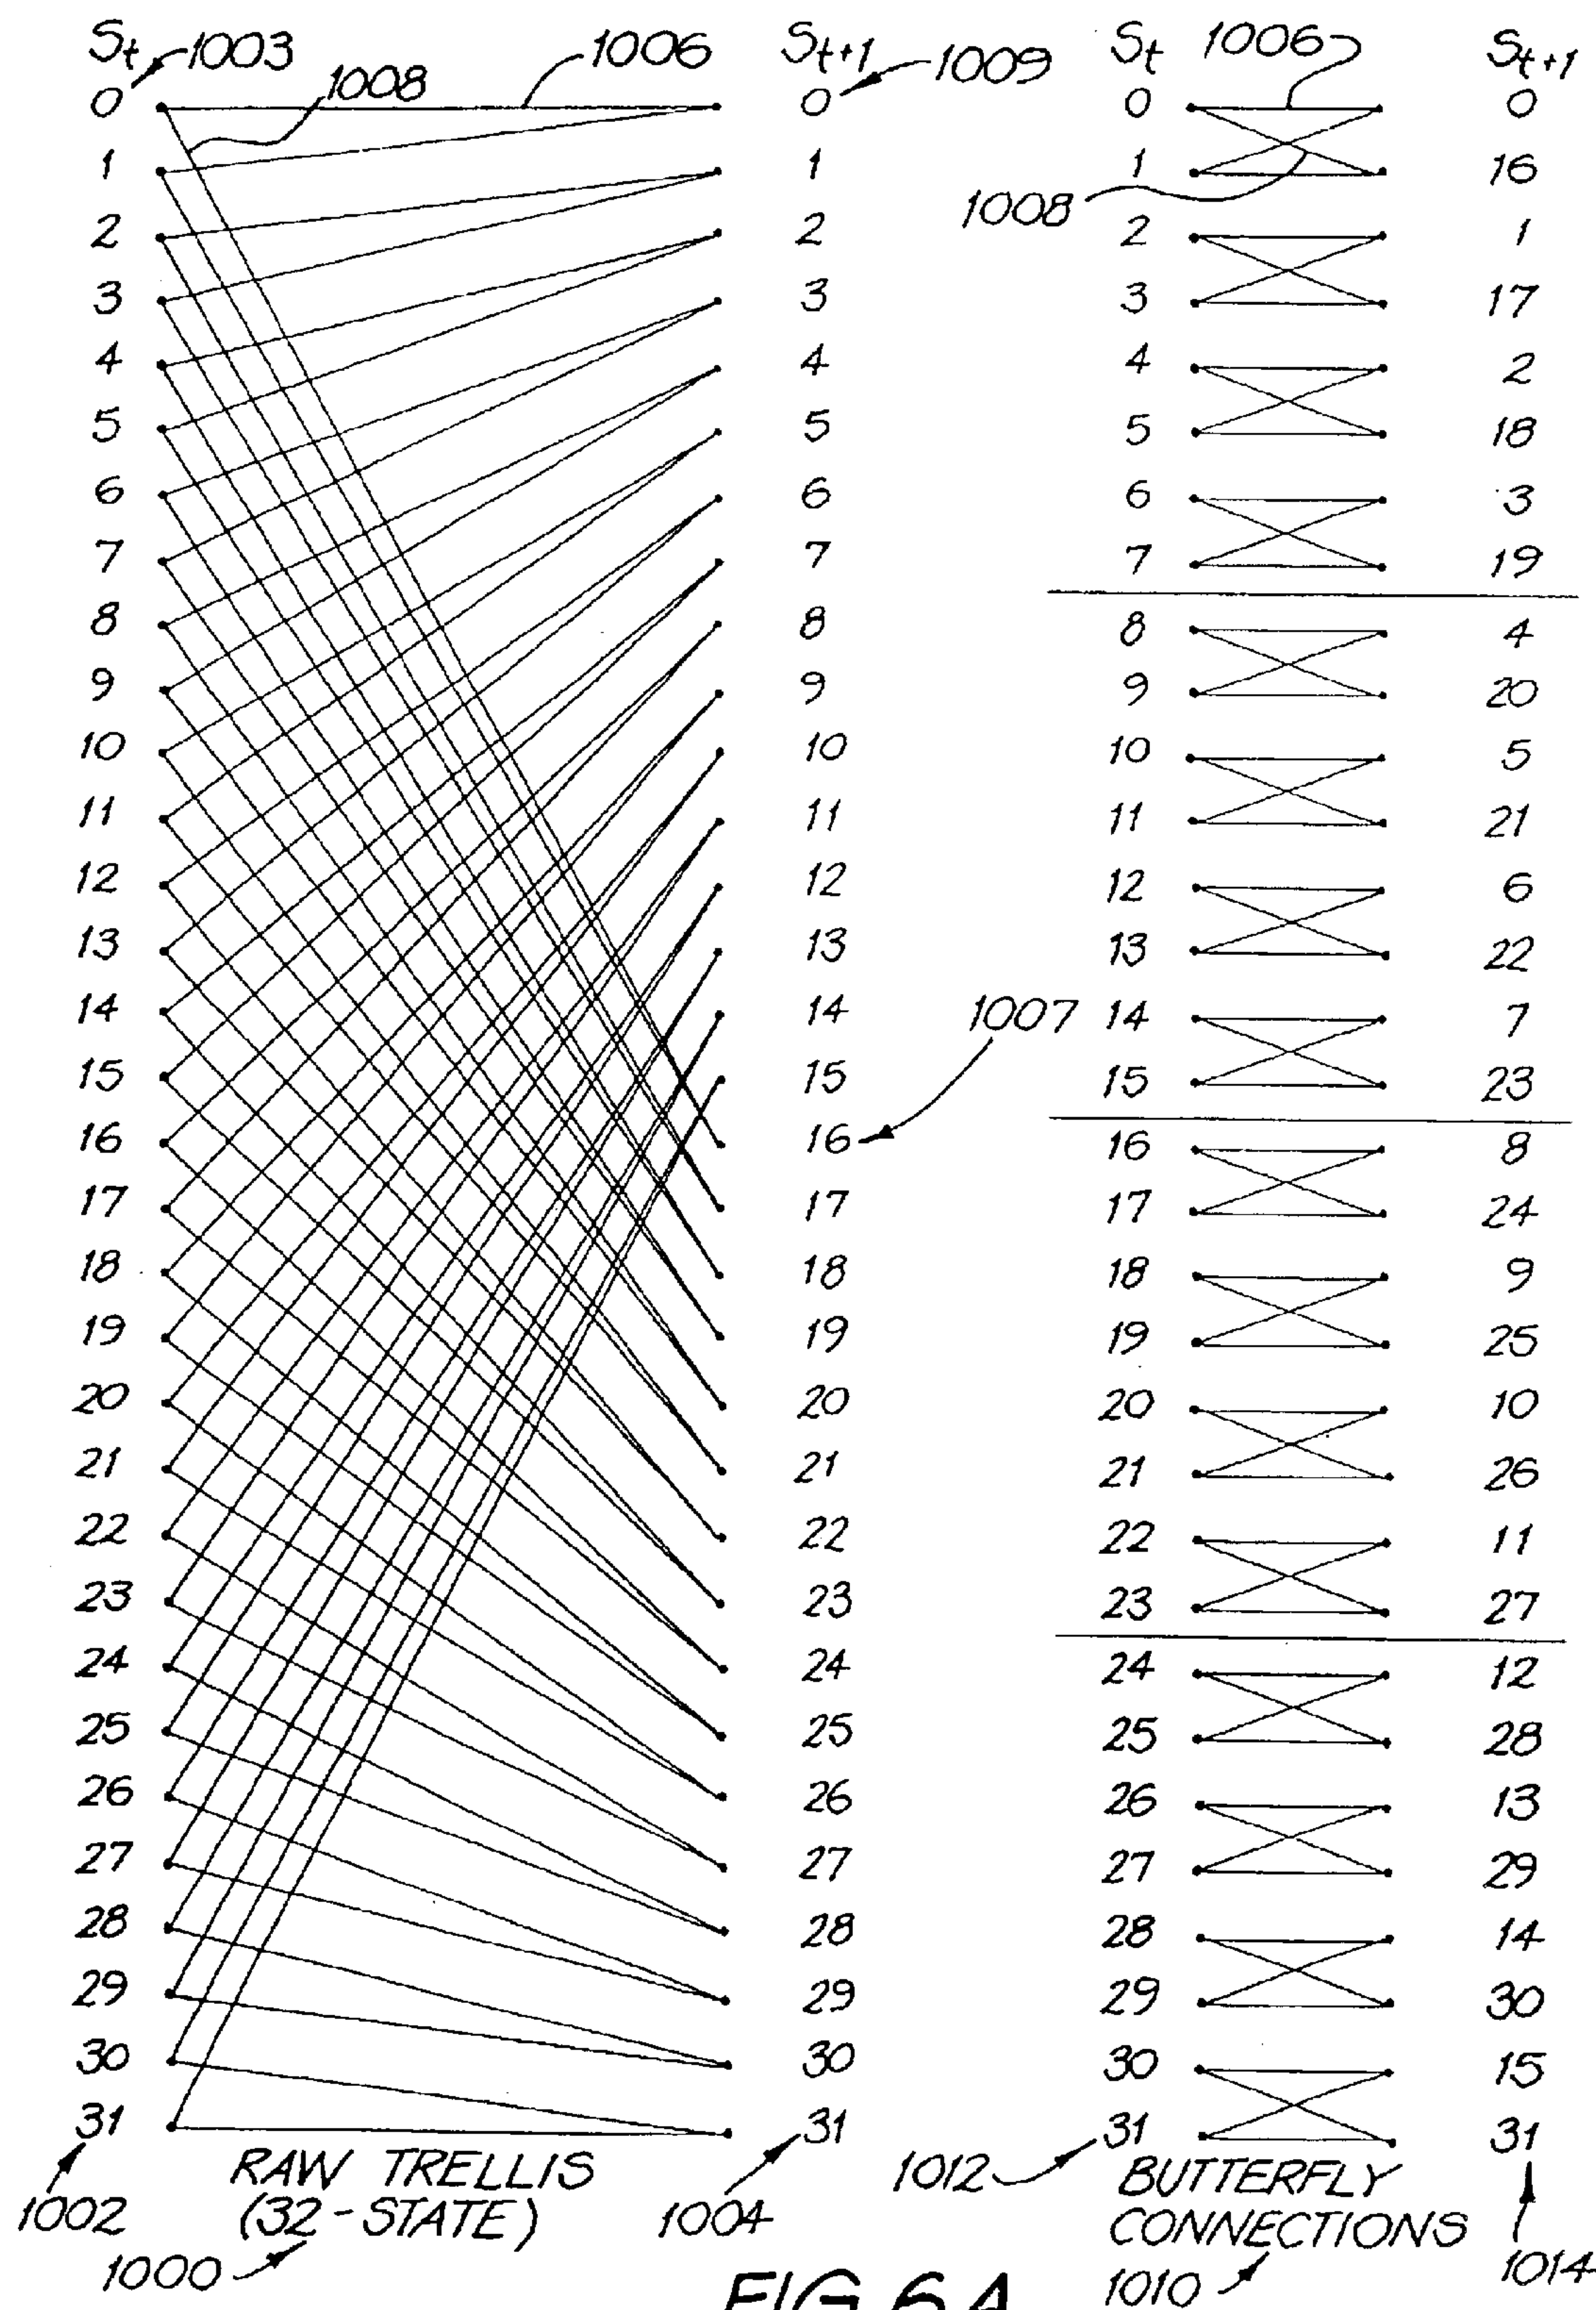 St 1003 1006 St+1 1009 St 1006 St+1
0 1008 0 0 0
1 1 1 16
2 2 1008 2 1
3 3 3 17
4 4 4 2
5 5 5 18
6 6 6 3
7 7 7 19
8 8 8 4
9 9 9 20
10 10 10 5
11 11 11 21
12 12 12 6
13 13 13 22
14 14 1007 14 7
15 15 15 23
16 16 16 8
17 17 17 24
18 18 18 9
19 19 19 25
20 20 20 10
21 21 21 26
22 22 22 11
23 23 23 27
24 24 24 12
25 25 25 28
26 26 26 13
27 27 27 29
28 28 28 14
29 29 29 30
30 30 30 15
31 31 31 31
1002 RAW TRELLIS 1004 1012 BUTTERFLY 1014
(32-STATE) CONNECTIONS
1000 1010
FIG. 6A